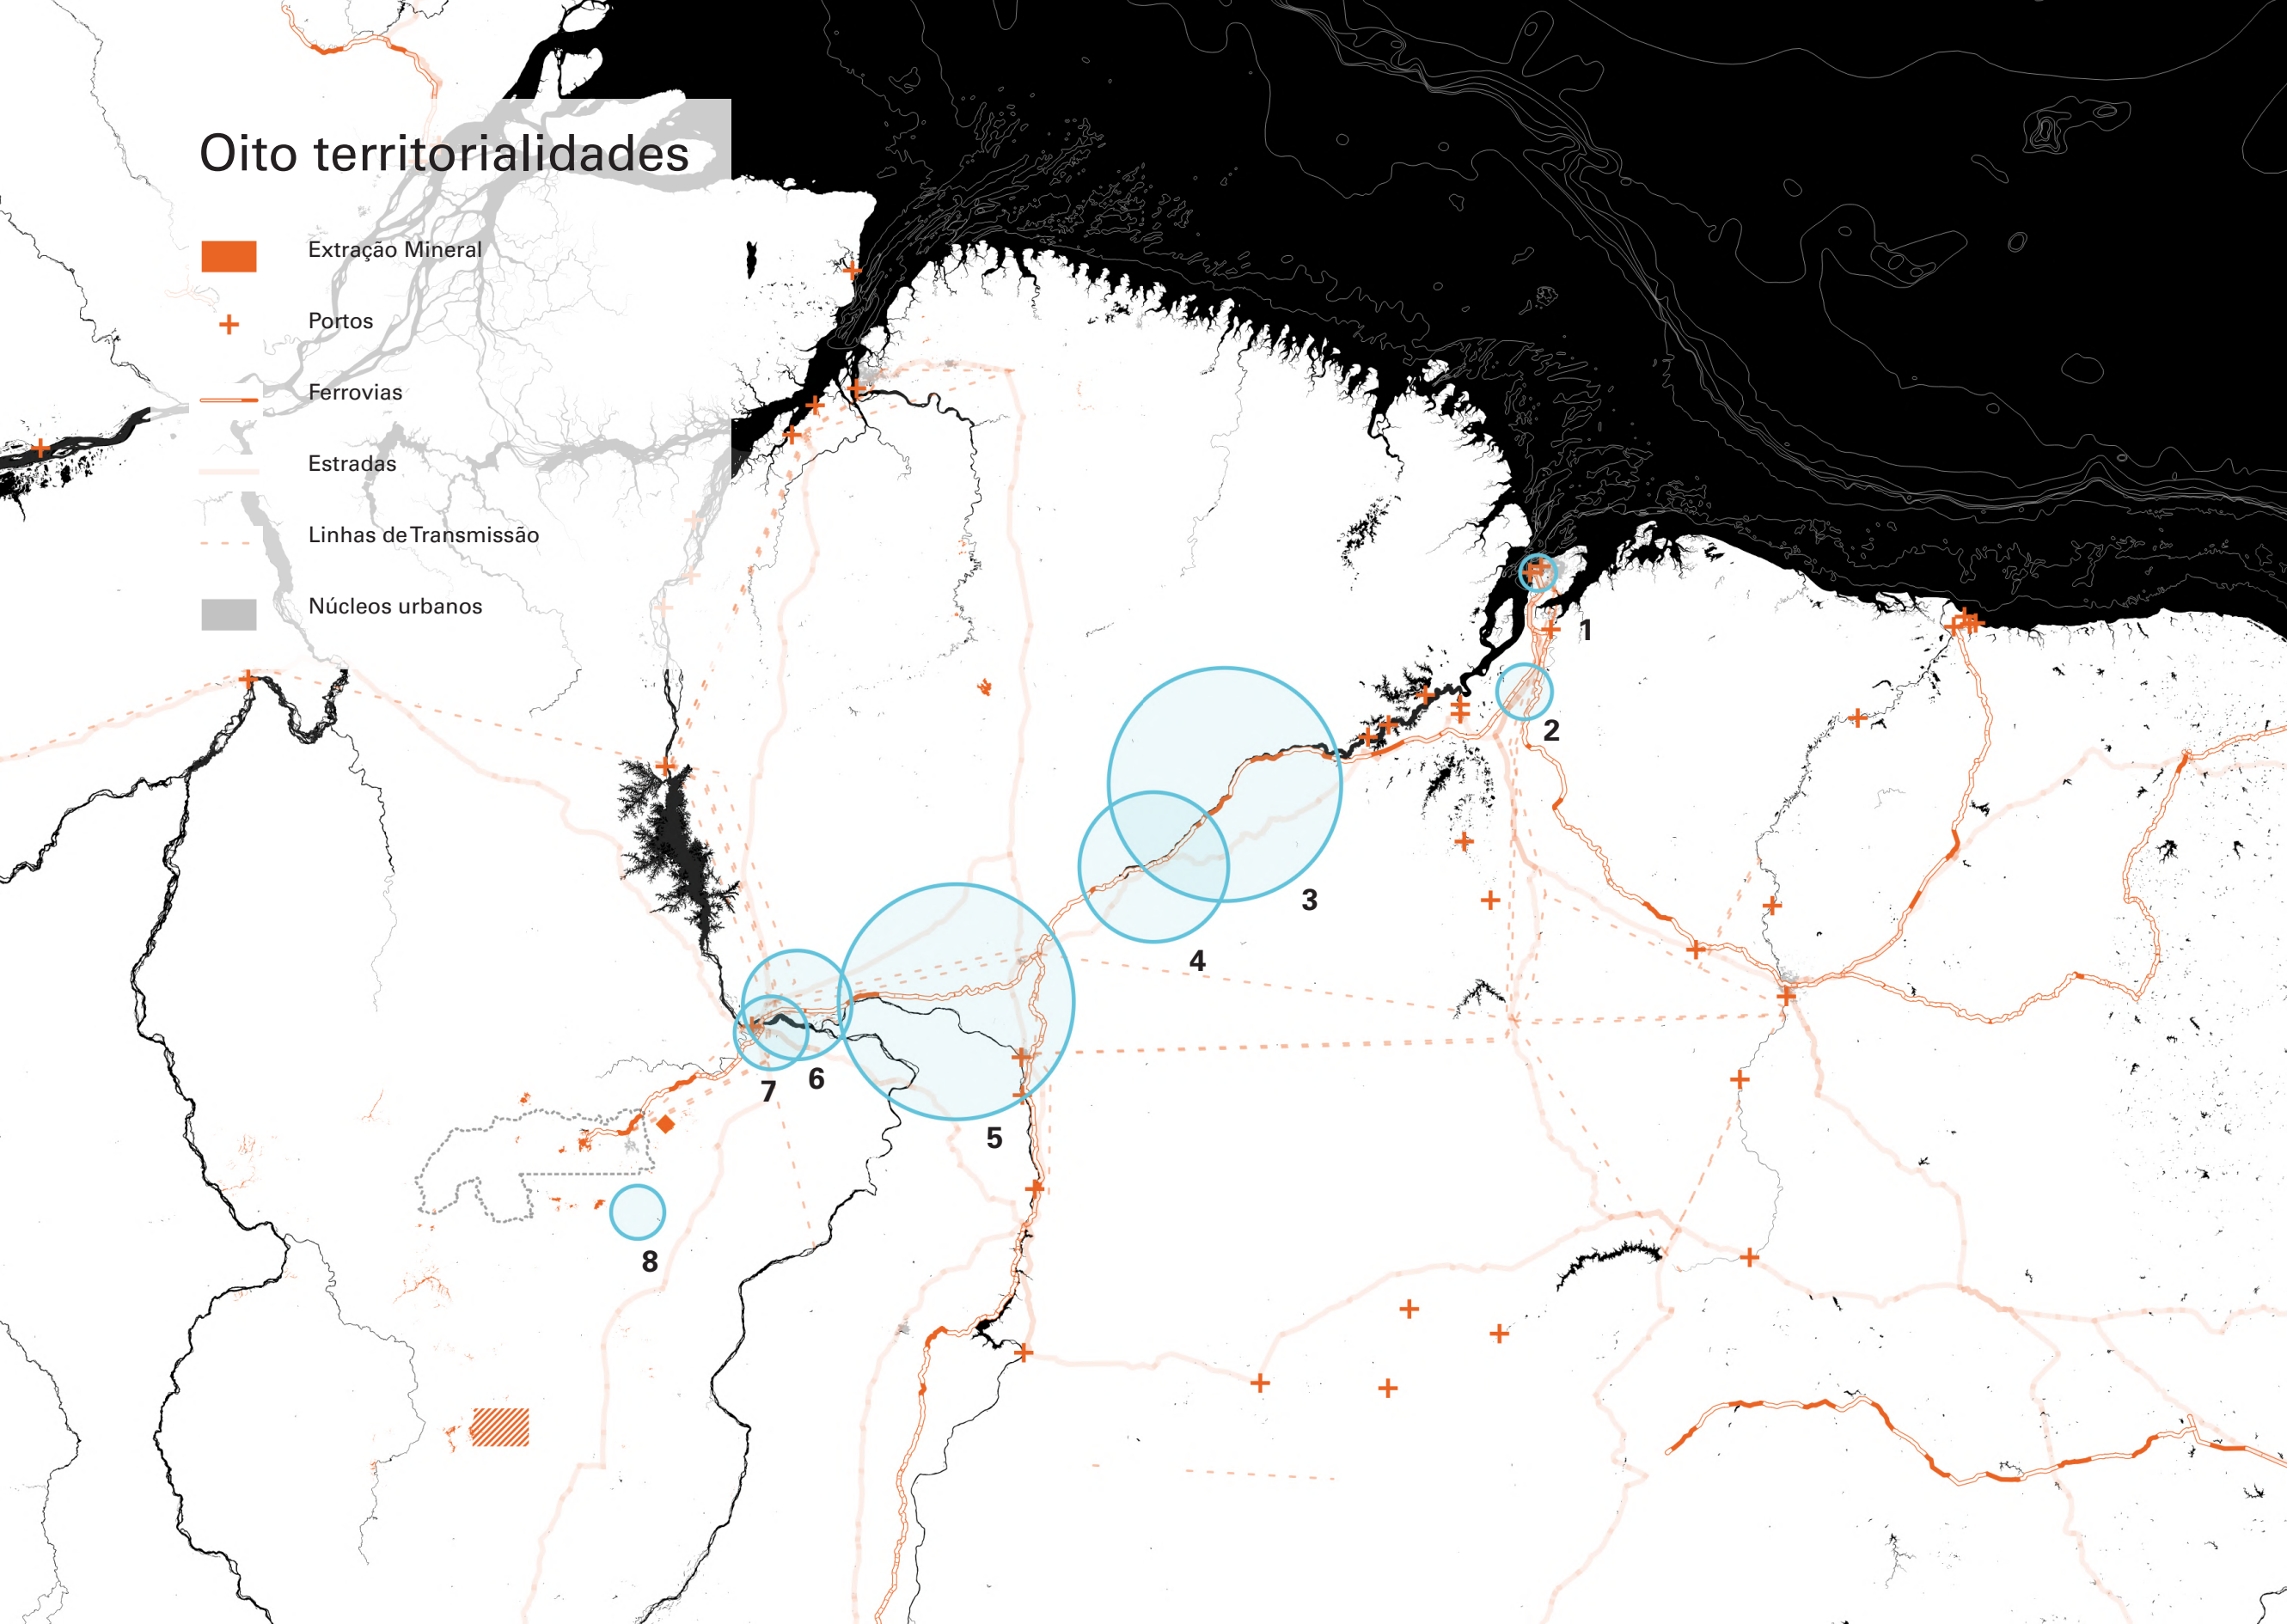 Oito territorialidades
Extração Mineral
Portos
Ferrovias
Estradas
Linhas de Transmissão
Núcleos urbanos
1
2
3
4
5
6
7
8